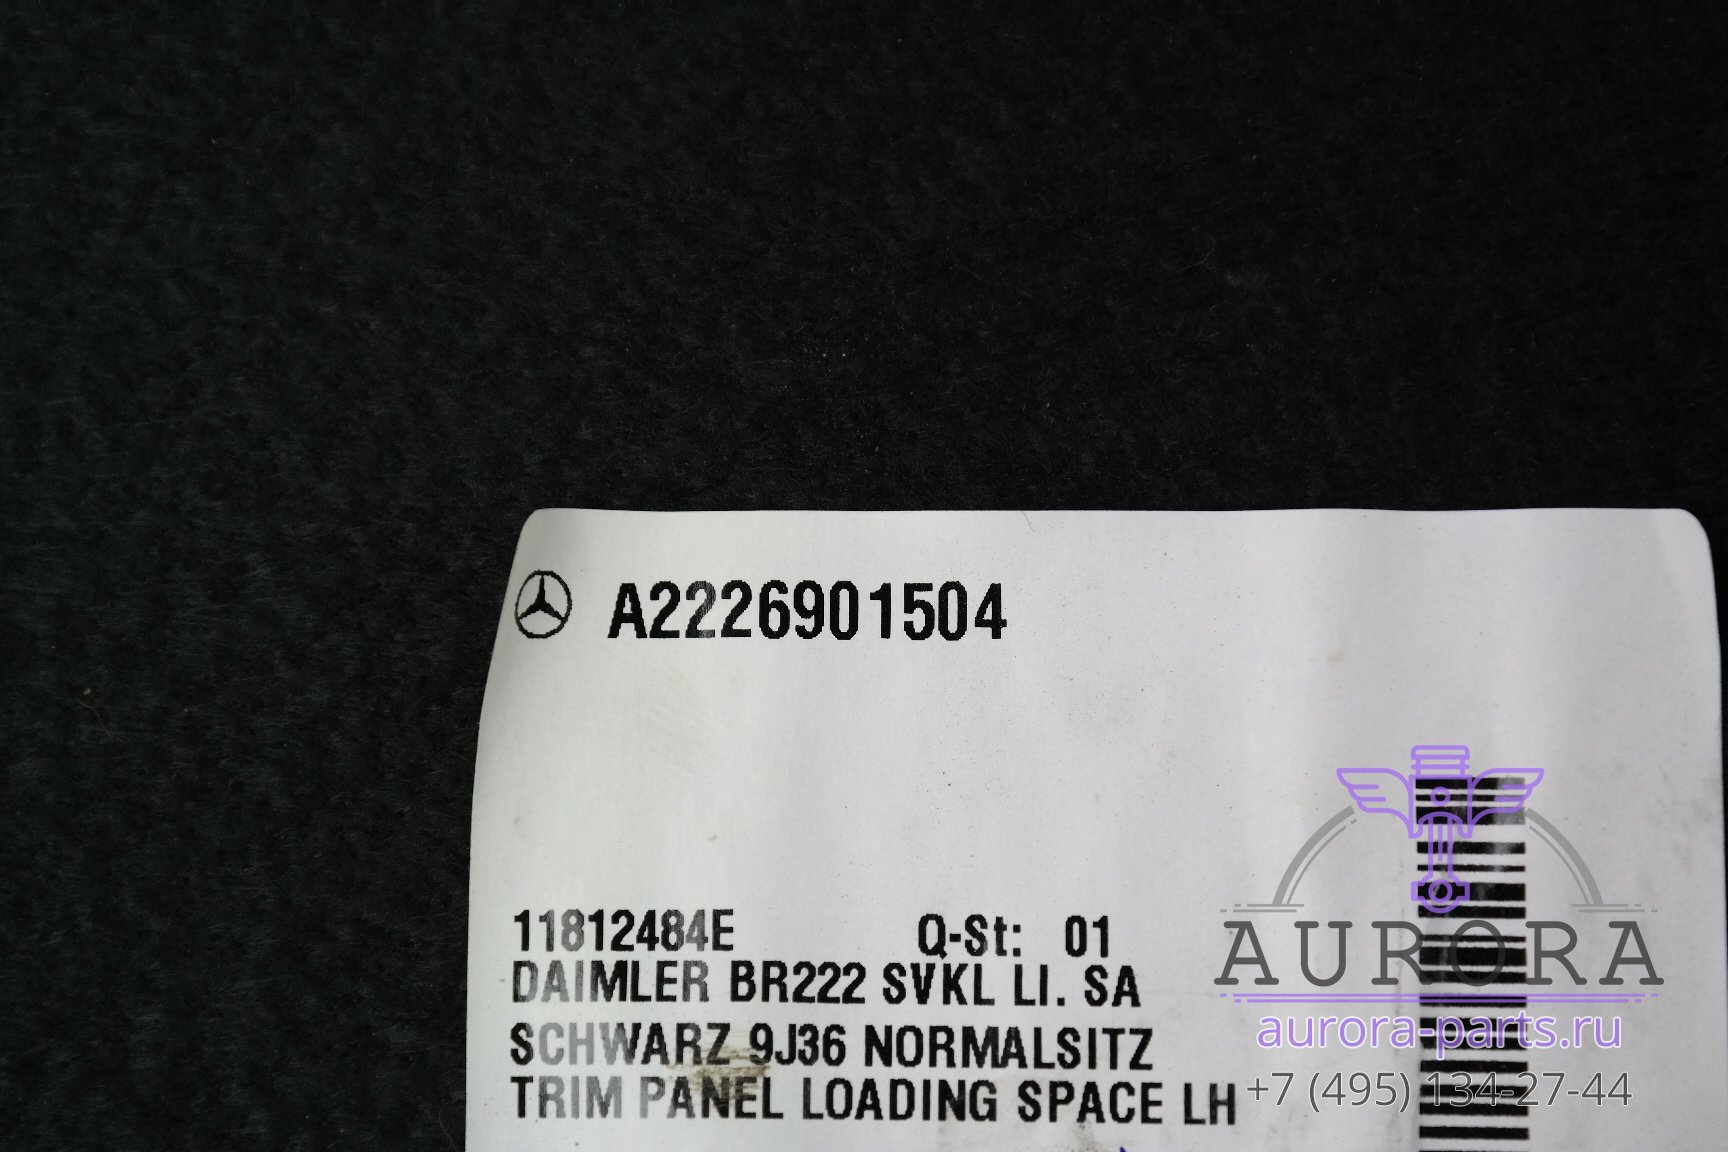 A2226901504
11812484E Q-St: 01
DAIMLER BR222 SVKL LI. SA
SCHWARZ 9J36 NORMALSITZ
TRIM PANEL LOADING SPACE LH
AURORA
aurora-parts.ru
+7 (495) 134-27-44